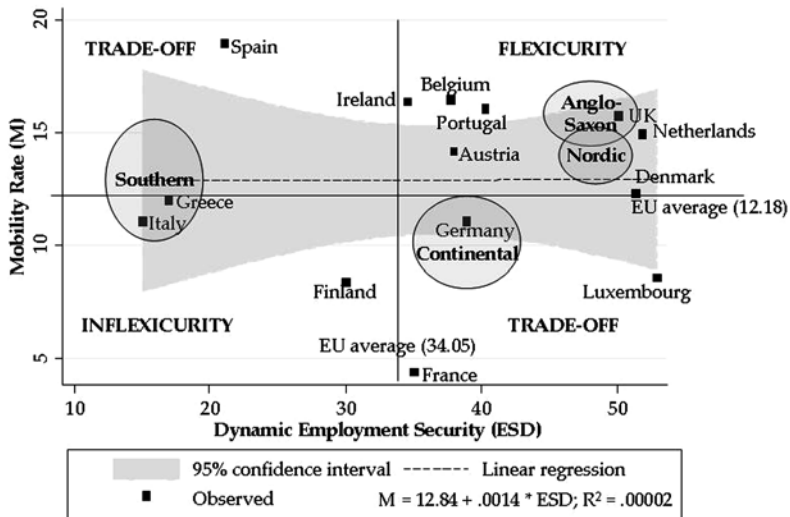 20
TRADE-OFF
Spain
FLEXICURITY
Belgium
Ireland
Portugal
Anglo-
Saxon
UK
Netherlands
15
Austria
Nordic
Southern
Denmark
Greece
EU average (12.18)
Italy
Germany
Continental
10
Finland
Luxembourg
INFLEXICURITY
TRADE-OFF
EU average (34.05)
5
France
Mobility Rate (M)
10 20 30 40 50
Dynamic Employment Security (ESD)
95% confidence interval
Linear regression
Observed
M = 12.84 + .0014 * ESD; R² = .00002